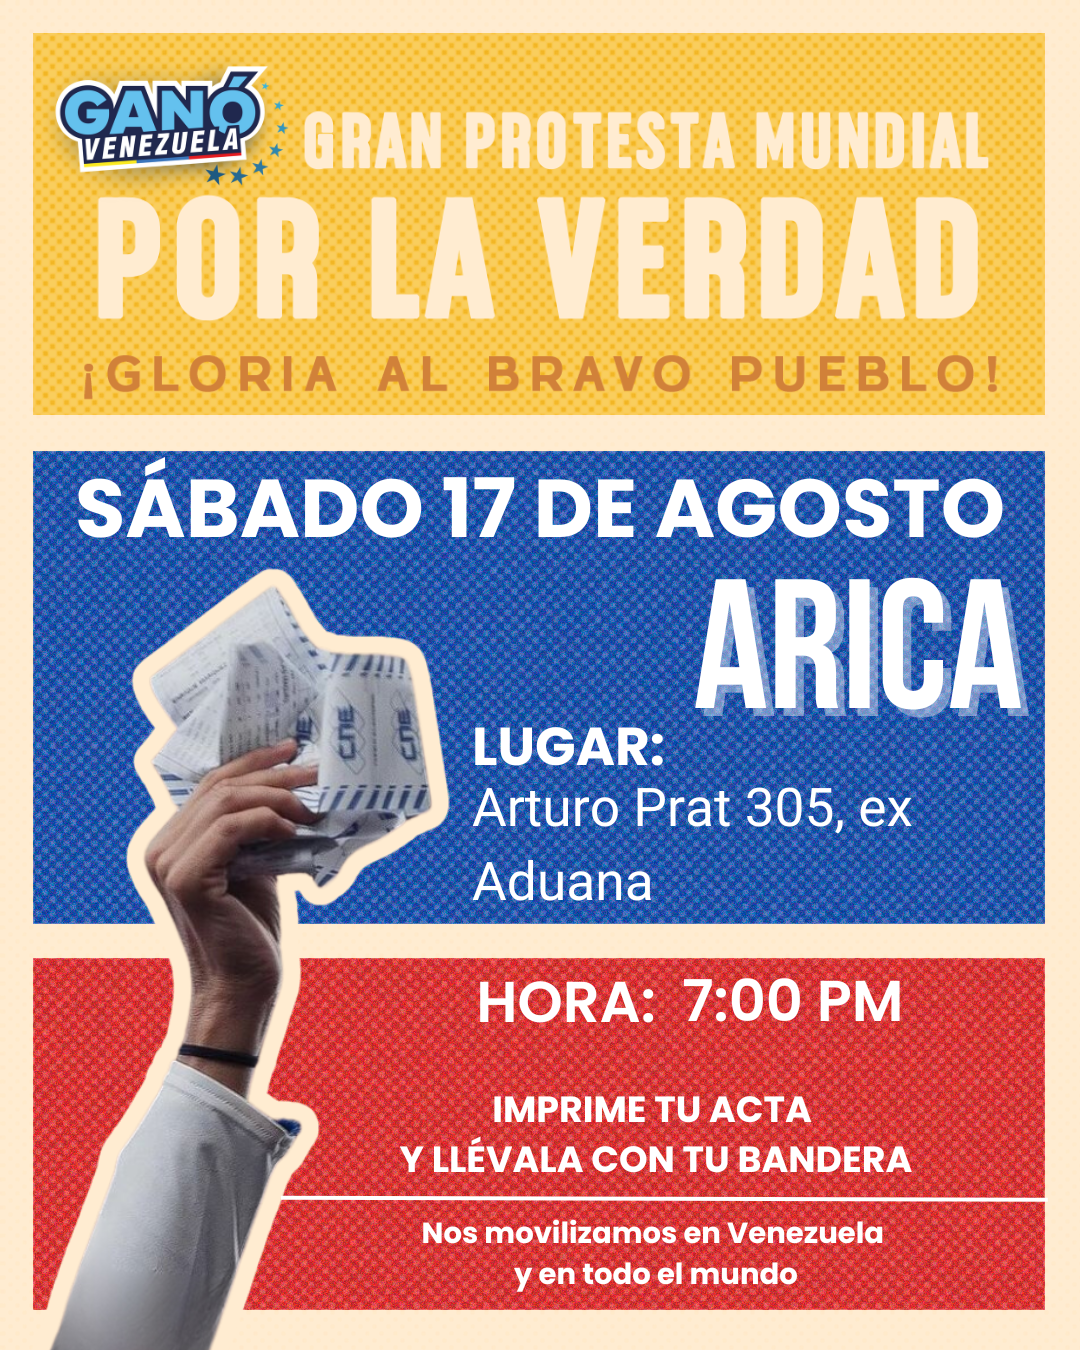 GANÓ
VENEZUELA
GRAN PROTESTA MUNDIAL
POR LA VERDAD
¡GLORIA AL BRAVO PUEBLO!
SÁBADO 17 DE AGOSTO
ARICA
LUGAR:
Arturo Prat 305, ex
Aduana
CNE
CNE
HORA: 7:00 PM
IMPRIME TU ACTA
Y LLÉVALA CON TU BANDERA
Nos movilizamos en Venezuela
y en todo el mundo